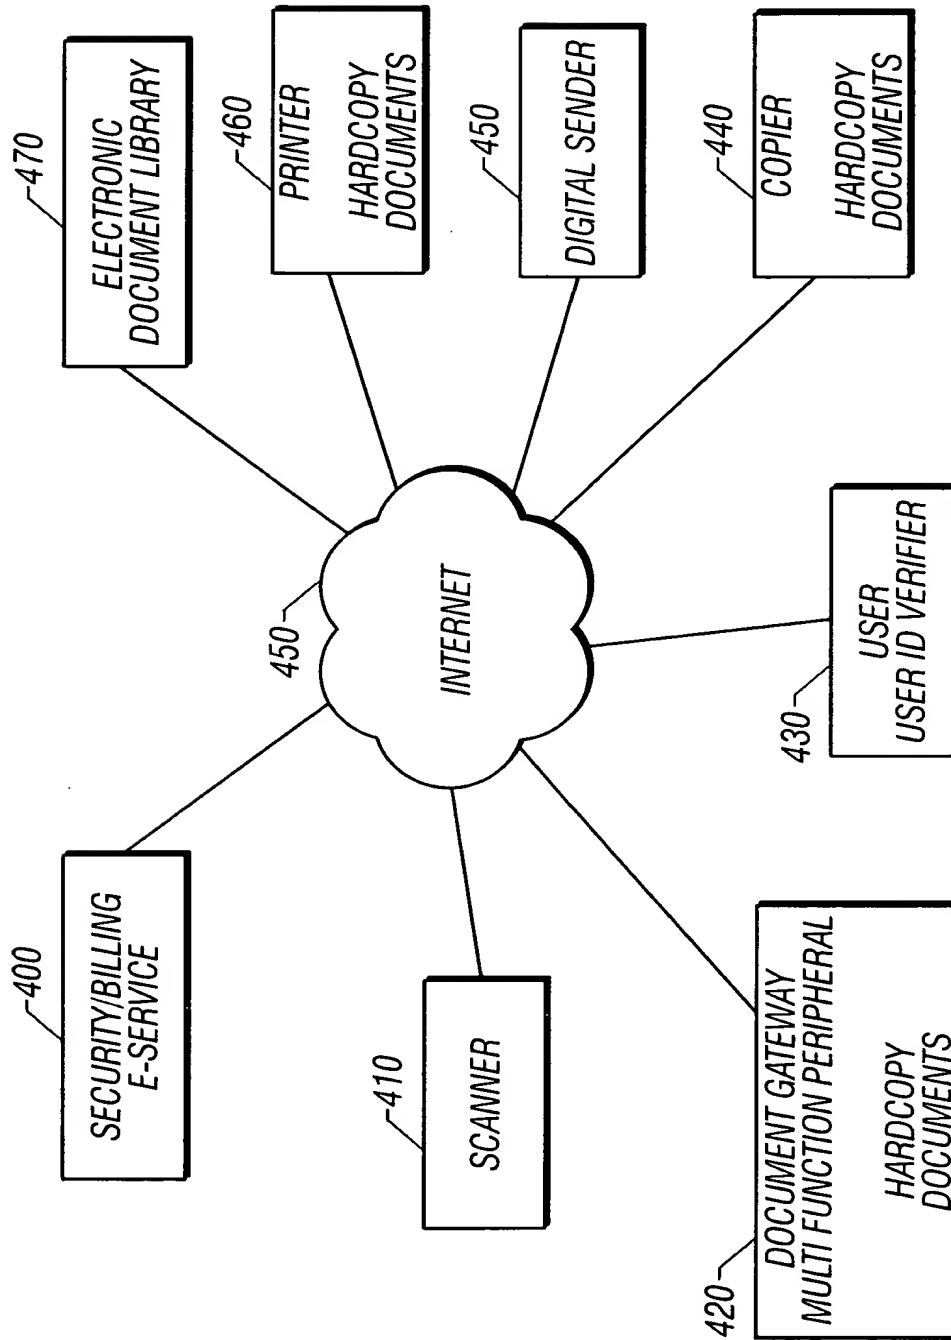 400
SECURITY/BILLING
E-SERVICE
470
ELECTRONIC
DOCUMENT LIBRARY
410
SCANNER
450
INTERNET
460
PRINTER
HARDCOPY
DOCUMENTS
450
DIGITAL SENDER
420
DOCUMENT GATEWAY
MULTI FUNCTION PERIPHERAL
HARDCOPY
DOCUMENTS
430
USER
USER ID VERIFIER
440
COPIER
HARDCOPY
DOCUMENTS